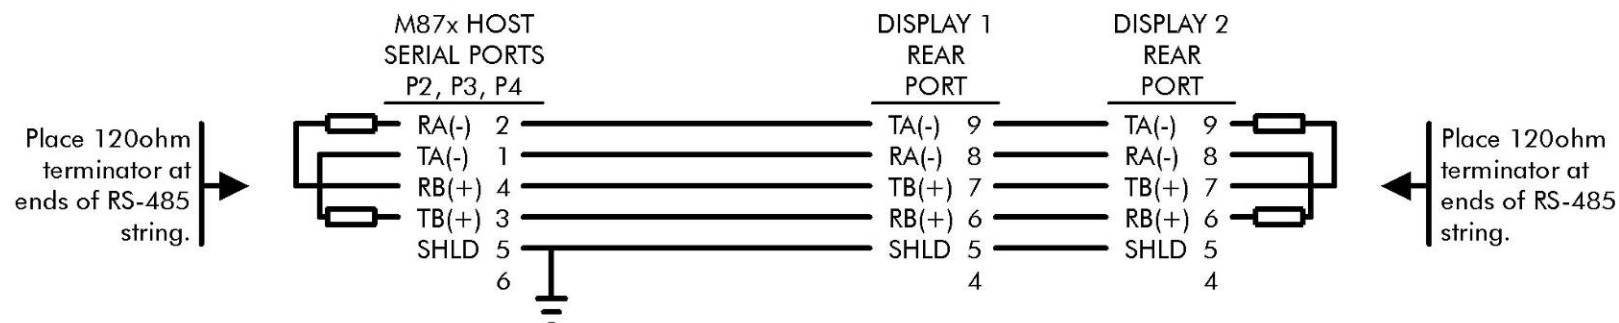 M87x HOST
SERIAL PORTS
P2, P3, P4
DISPLAY 1
REAR
PORT
DISPLAY 2
REAR
PORT
Place 120ohm
terminator at
ends of RS-485
string.
RA(-) 2 TA(-) 9 TA(-) 9
TA(-) 1 RA(-) 8 RA(-) 8
RB(+) 4 TB(+) 7 TB(+) 7
TB(+) 3 RB(+) 6 RB(+) 6
SHLD 5 SHLD 5 SHLD 5
6 4 4
Place 120ohm
terminator at
ends of RS-485
string.